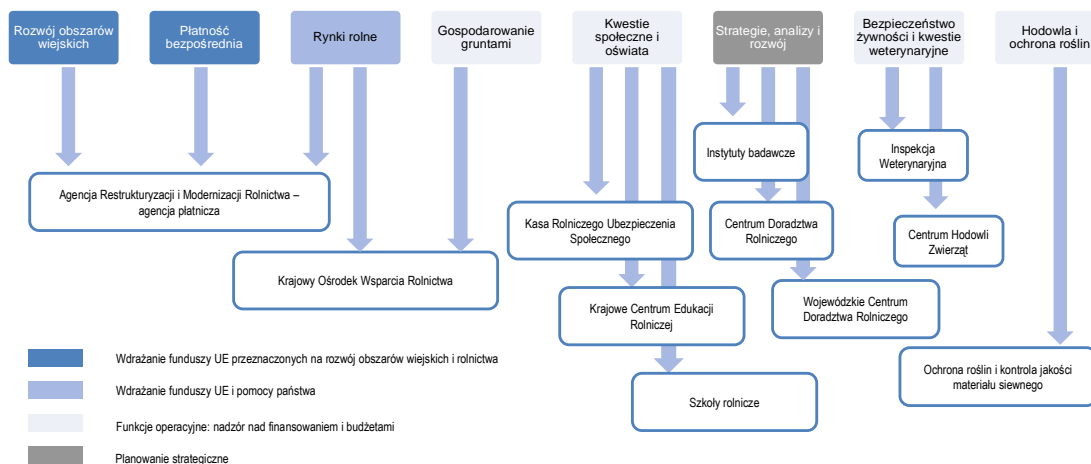 Rozwój obszarów
wiejskich
Płatność
bezpośrednia
Rynki rolne
Gospodarowanie
gruntami
Kwestie
społeczne i
oświata
Strategie, analizy i
rozwój
Bezpieczeństwo
żywności i kwestie
weterynaryjne
Hodowla i
ochrona roślin
Instytuty badawcze
Inspekcja
Weterynaryjna
Agencja Restrukturyzacji i Modernizacji Rolnictwa –
agencja płatnicza
Kasa Rolniczego Ubezpieczenia
Społecznego
Centrum Doradztwa
Rolniczego
Centrum Hodowli
Zwierząt
Krajowy Ośrodek Wsparcia Rolnictwa
Krajowe Centrum Edukacji
Rolniczej
Wojewódzkie Centrum
Doradztwa Rolniczego
Ochrona roślin i kontrola jakości
materiału siewnego
Szkoły rolnicze
Wdrażanie funduszy UE przeznaczonych na rozwój obszarów wiejskich i rolnictwa
Wdrażanie funduszy UE i pomocy państwa
Funkcje operacyjne: nadzór nad finansowaniem i budżetami
Planowanie strategiczne